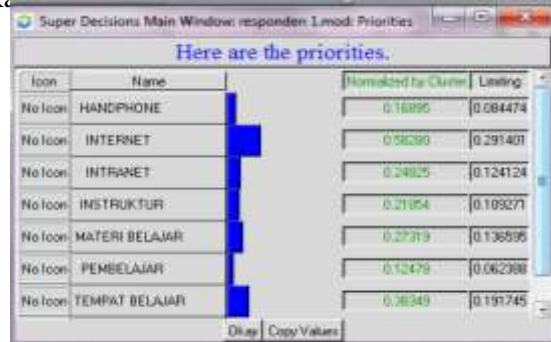 Super Decisions Main Window: responden 1.mod: Priorities
Here are the priorities.
Icon Name Normalized by Cluster Limiting
No Icon HANDPHONE 0.16895 0.084474
No Icon INTERNET 0.58280 0.291401
No Icon INTRANET 0.24825 0.124124
No Icon INSTRUKTUR 0.21854 0.109271
No Icon MATERI BELAJAR 0.27319 0.136595
No Icon PEMBELAJAR 0.12478 0.062388
No Icon TEMPAT BELAJAR 0.38349 0.191745
Okay Copy Values